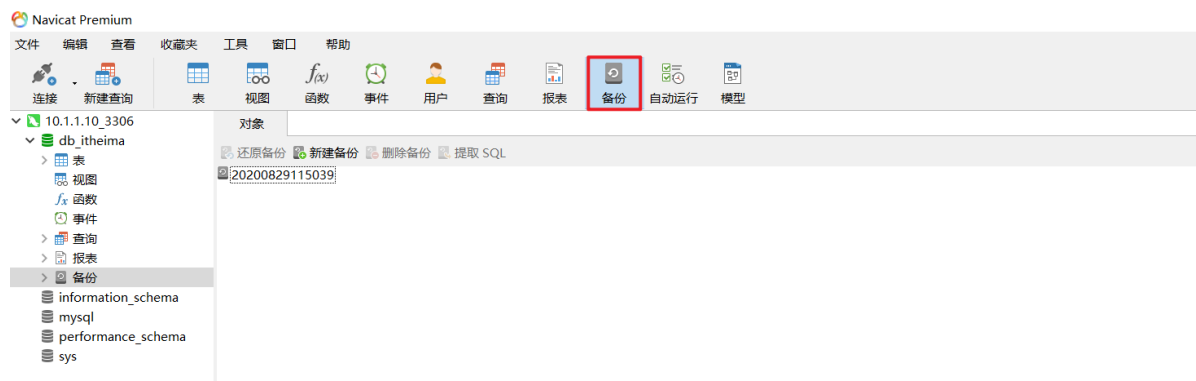 Navicat Premium
文件 编辑 查看 收藏夹 工具 窗口 帮助
连接 新建查询 表 视图 函数 事件 用户 查询 报表 备份 自动运行 模型
10.1.1.10_3306
db_itheima
表
视图
函数
事件
查询
报表
备份
information_schema
mysql
performance_schema
sys
对象
还原备份 新建备份 删除备份 提取 SQL
20200829115039